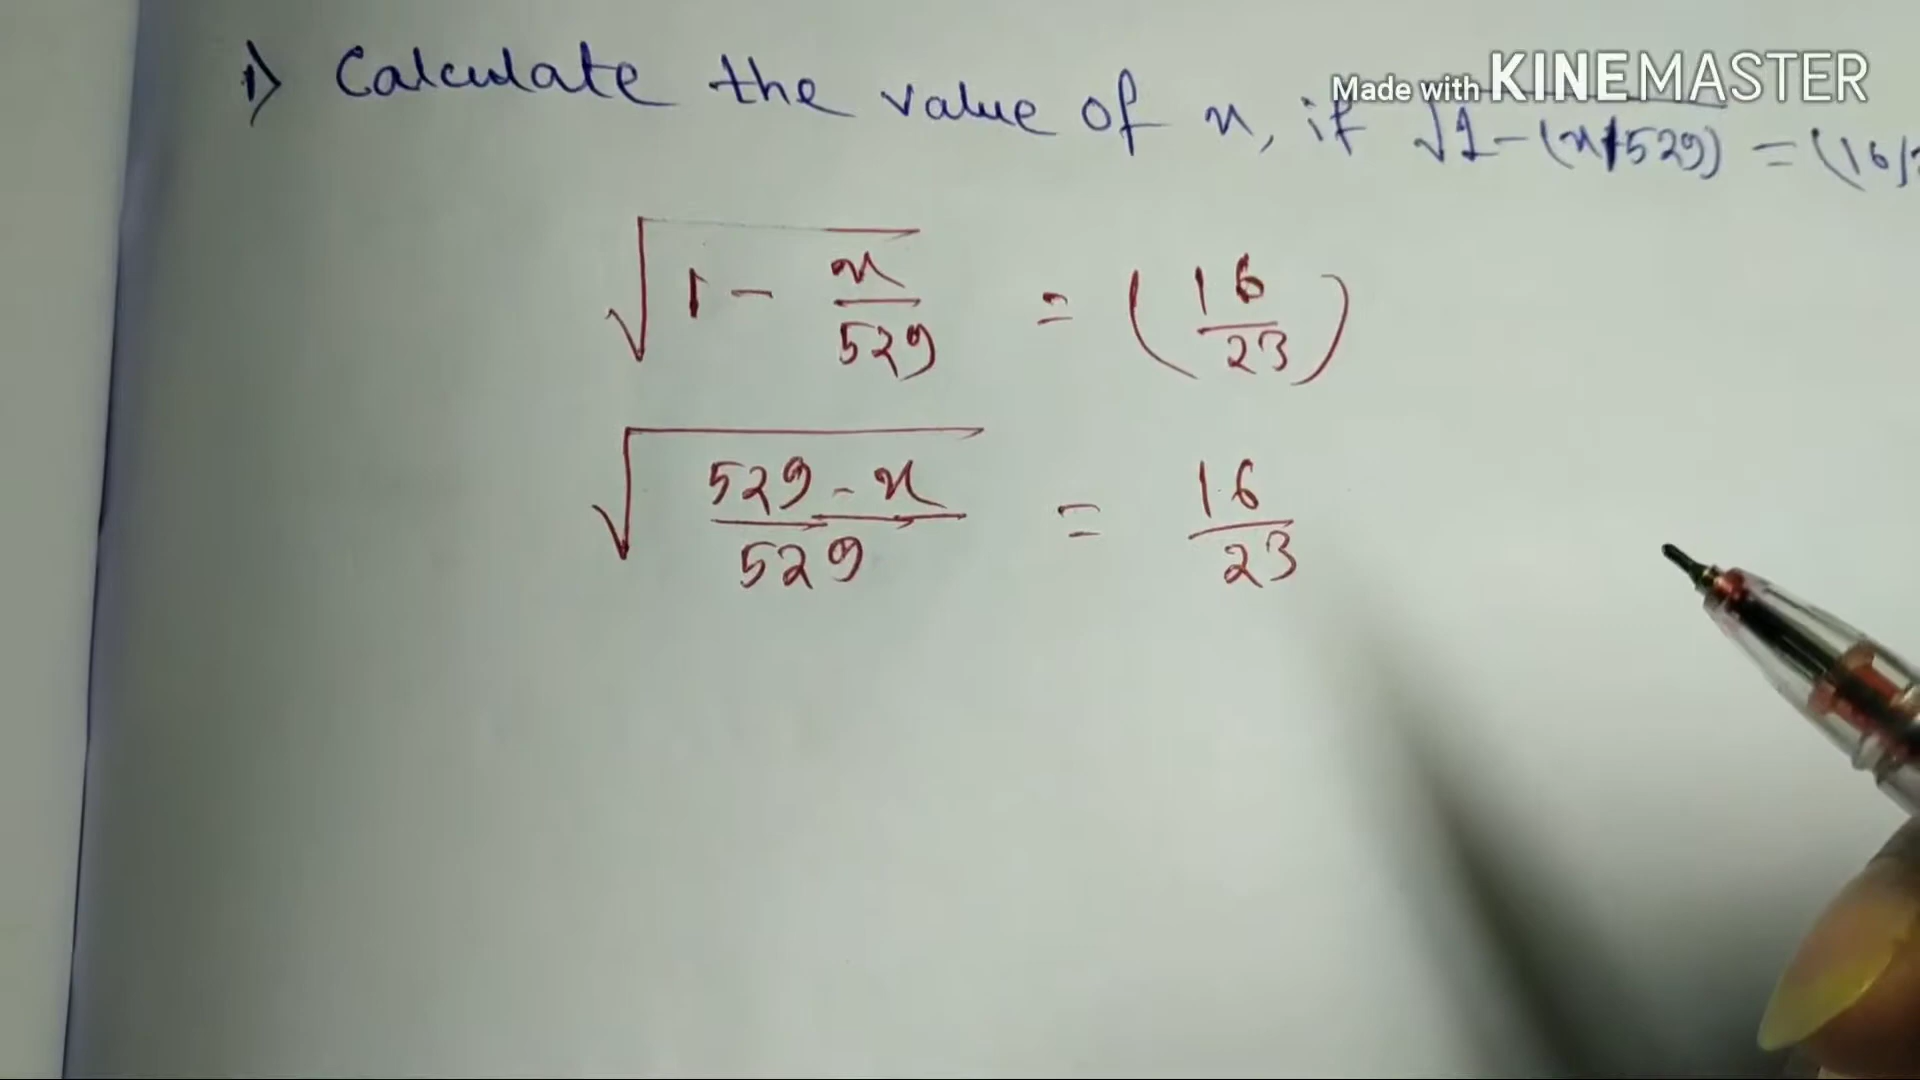 Made with KINEMASTER
1) Calculate the value of x, if √1-(x/529) = (16/
√1 - x/529 = (16/23)
√529 - x/529 = 16/23